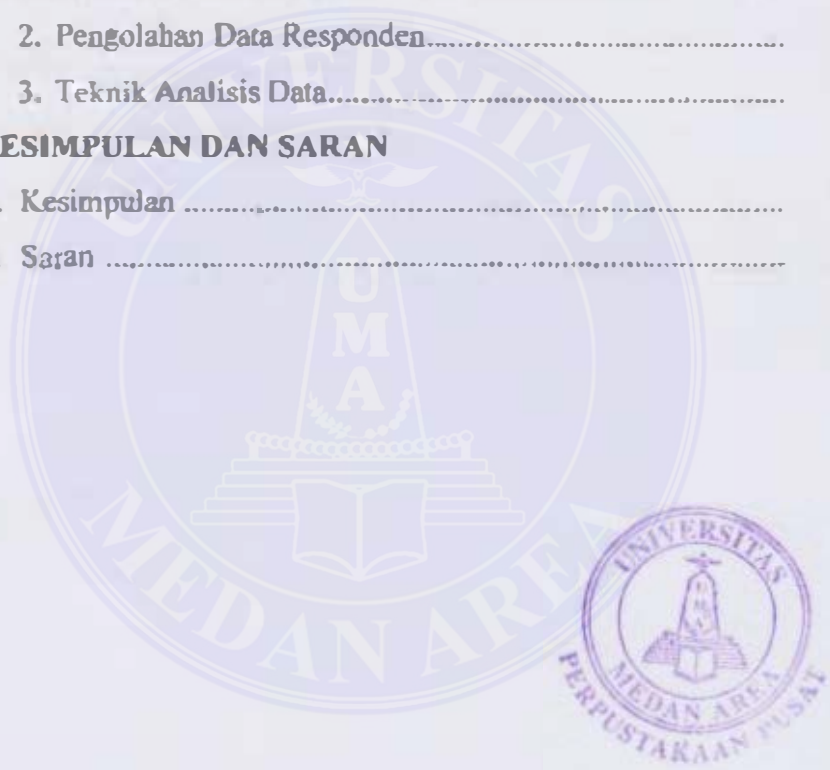 2. Pengolahan Data Responden..................................................
3. Teknik Analisis Data..................................................
ESIMPULAN DAN SARAN
. Kesimpulan ..................................................
Saran ..................................................
UNIVERSITAS
UMA
MEDAN AREA
UNIVERSITAS
UMA
MEDAN AREA
PERPUSTAKAAN PUSAT